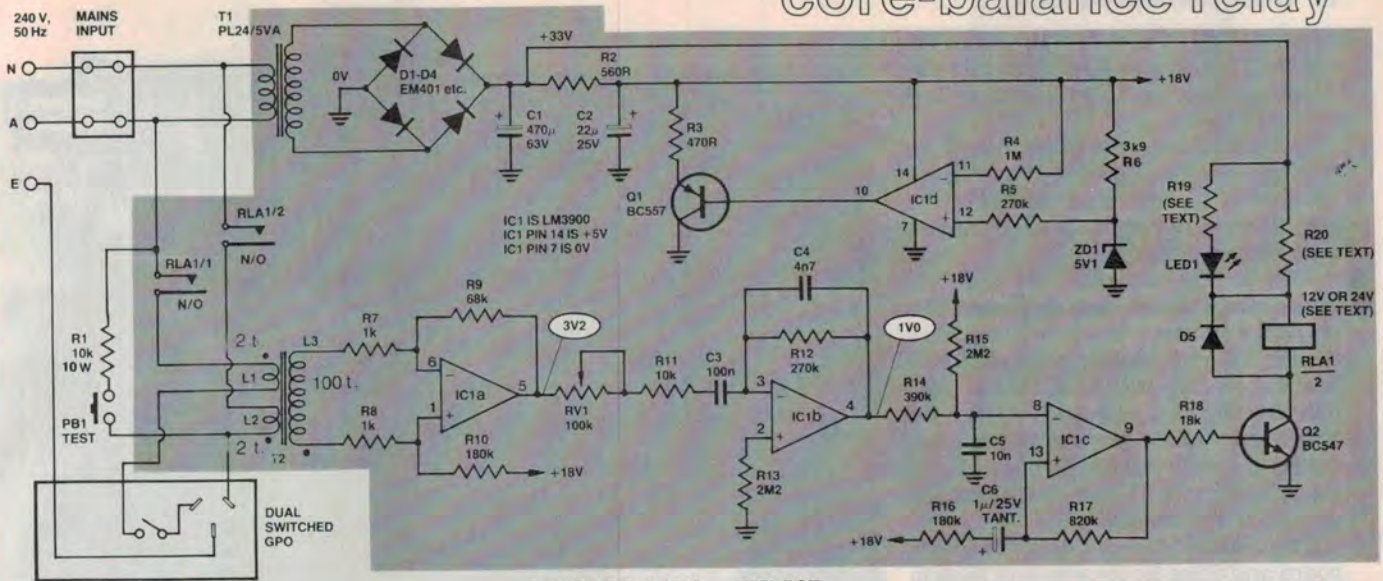 core-balance relay
240 V,
50 Hz
MAINS
INPUT
T1
PL24/5VA
N
A
E
0V
D1-D4
EM401 etc.
+33V
R2
560R
C1
470µ
63V
+
C2
22µ
25V
+
R3
470R
Q1
BC557
+18V
R4
1M
R5
270k
3k9
R6
10
14
11
12
7
IC1d
ZD1
5V1
IC1 IS LM3900
IC1 PIN 14 IS +5V
IC1 PIN 7 IS 0V
R19
(SEE
TEXT)
LED1
R20
(SEE TEXT)
12V OR 24V
(SEE TEXT)
D5
RLA1
2
RLA1/2
N/O
RLA1/1
N/O
R1
10k
10W
PB1
TEST
2 t.
L1
L2
2 t.
L3
100 t.
T2
R7
1k
R8
1k
R9
68k
6
1
5
IC1a
R10
180k
+18V
3V2
RV1
100k
R11
10k
C3
100n
C4
4n7
R12
270k
3
2
4
IC1b
R13
2M2
1V0
R14
390k
+18V
R15
2M2
C5
10n
8
13
9
IC1c
R16
180k
+18V
C6
1µ/25V
TANT.
+
R17
820k
R18
18k
Q2
BC547
DUAL
SWITCHED
GPO